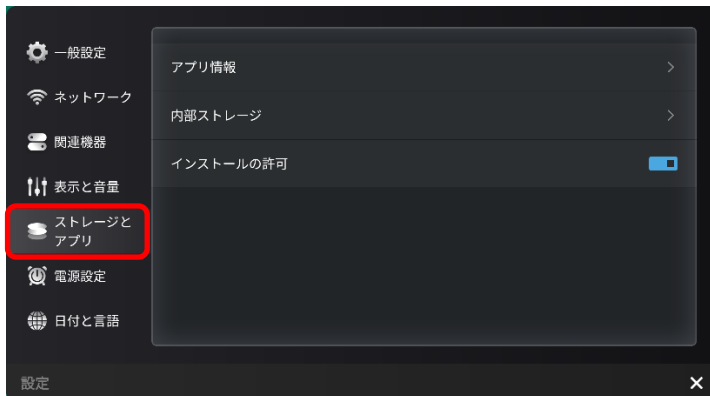 一般設定
ネットワーク
関連機器
表示と音量
ストレージと
アプリ
電源設定
日付と言語
アプリ情報
内部ストレージ
インストールの許可
設定